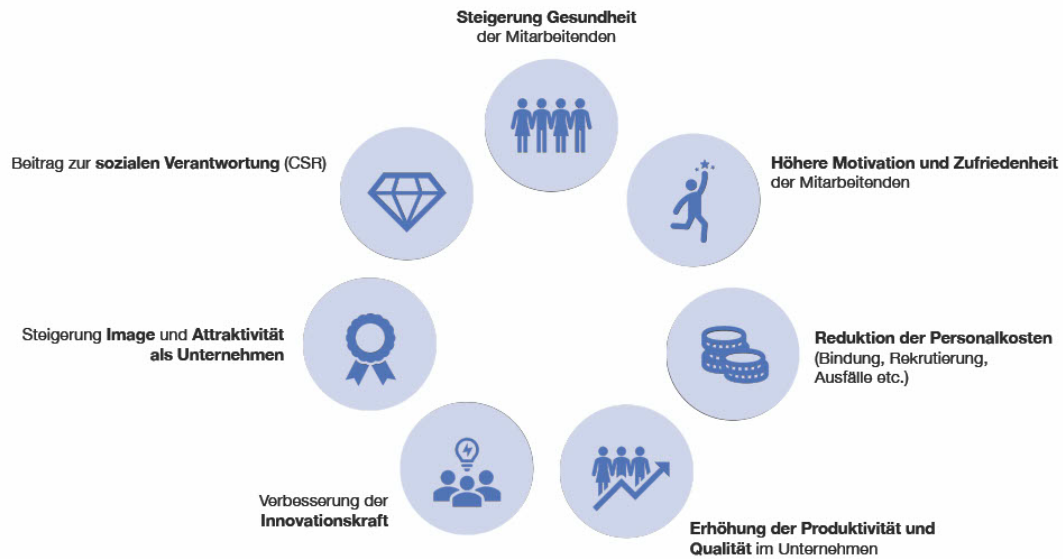 Steigerung Gesundheit
der Mitarbeitenden
Höhere Motivation und Zufriedenheit
der Mitarbeitenden
Reduktion der Personalkosten
(Bindung, Rekrutierung,
Ausfälle etc.)
Erhöhung der Produktivität und
Qualität im Unternehmen
Verbesserung der
Innovationskraft
Steigerung Image und Attraktivität
als Unternehmen
Beitrag zur sozialen Verantwortung (CSR)